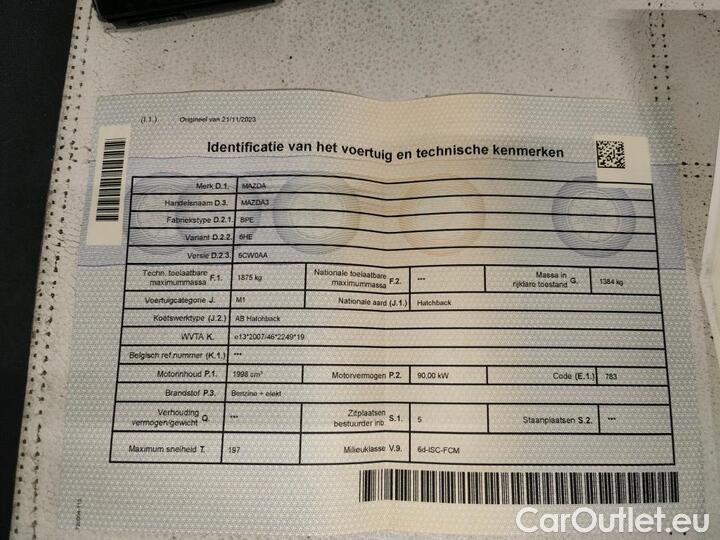 (I.1.) Origineel van 21/11/2023
Identificatie van het voertuig en technische kenmerken
Merk D.1. MAZDA
Handelsnaam D.3. MAZDA3
Fabriekstype D.2.1. BPE
Variant D.2.2. 6HE
Versie D.2.3. 6CW0AA
Techn. toelaatbare maximummassa F.1. 1875 kg Nationale toelaatbare maximummassa F.2. *** Massa in rijklare toestand G. 1384 kg
Voertuigcategorie J. M1 Nationale aard (J.1.) Hatchback
Koetswerktype (J.2.) AB Hatchback
WVTA K. e13*2007/46*2249*19
Belgisch ref.nummer (K.1.) ***
Motorinhoud P.1. 1998 cm³ Motorvermogen P.2. 90,00 kW Code (E.1.) 783
Brandstof P.3. Benzine + elekt
Verhouding vermogen/gewicht Q. *** Zitplaatsen bestuurder inb S.1. 5 Staanplaatsen S.2. ***
Maximum snelheid T. 197 Milieuklasse V.9. 6d-ISC-FCM
CarOutlet.eu